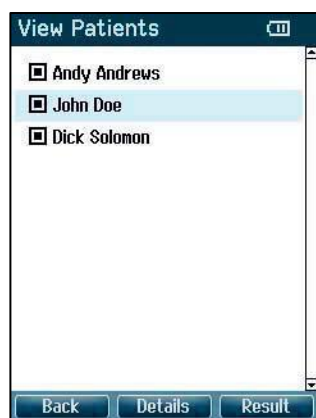 View Patients
Andy Andrews
John Doe
Dick Solomon
Back Details Result